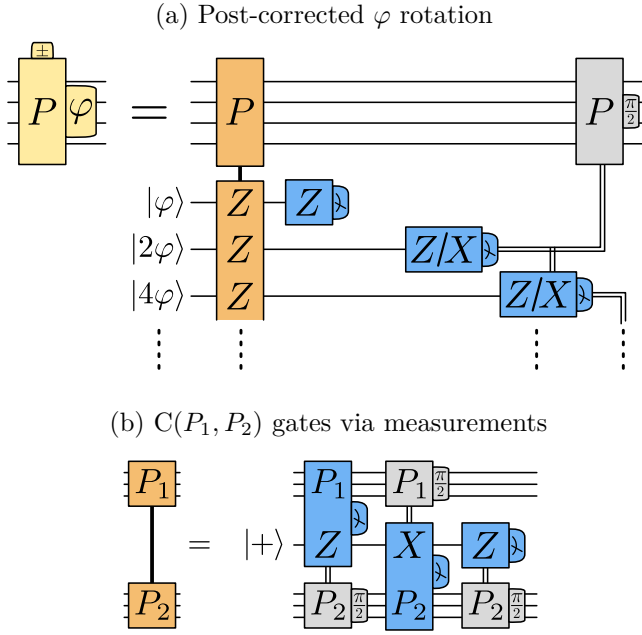 (a) Post-corrected φ rotation
±
P φ = P P π/2
|φ⟩ Z Z
|2φ⟩ Z Z/X
|4φ⟩ Z Z/X
(b) C(P₁, P₂) gates via measurements
P₁ P₁ P₁ π/2
= |+⟩ Z X Z
P₂ P₂ π/2 P₂ P₂ π/2